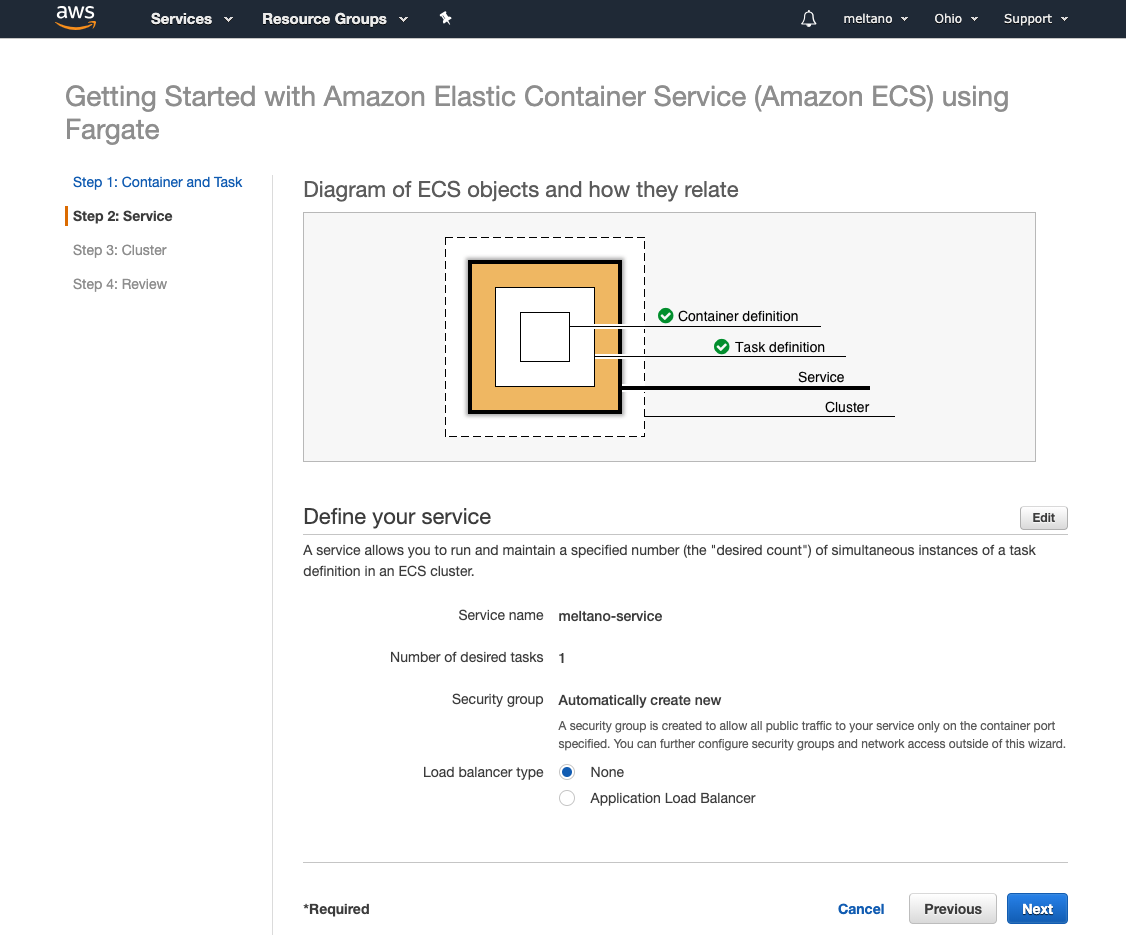 aws Services Resource Groups meltano Ohio Support
Getting Started with Amazon Elastic Container Service (Amazon ECS) using
Fargate
Step 1: Container and Task
Step 2: Service
Step 3: Cluster
Step 4: Review
Diagram of ECS objects and how they relate
Container definition
Task definition
Service
Cluster
Define your service Edit
A service allows you to run and maintain a specified number (the "desired count") of simultaneous instances of a task
definition in an ECS cluster.
Service name meltano-service
Number of desired tasks 1
Security group Automatically create new
A security group is created to allow all public traffic to your service only on the container port
specified. You can further configure security groups and network access outside of this wizard.
Load balancer type None
Application Load Balancer
*Required Cancel Previous Next